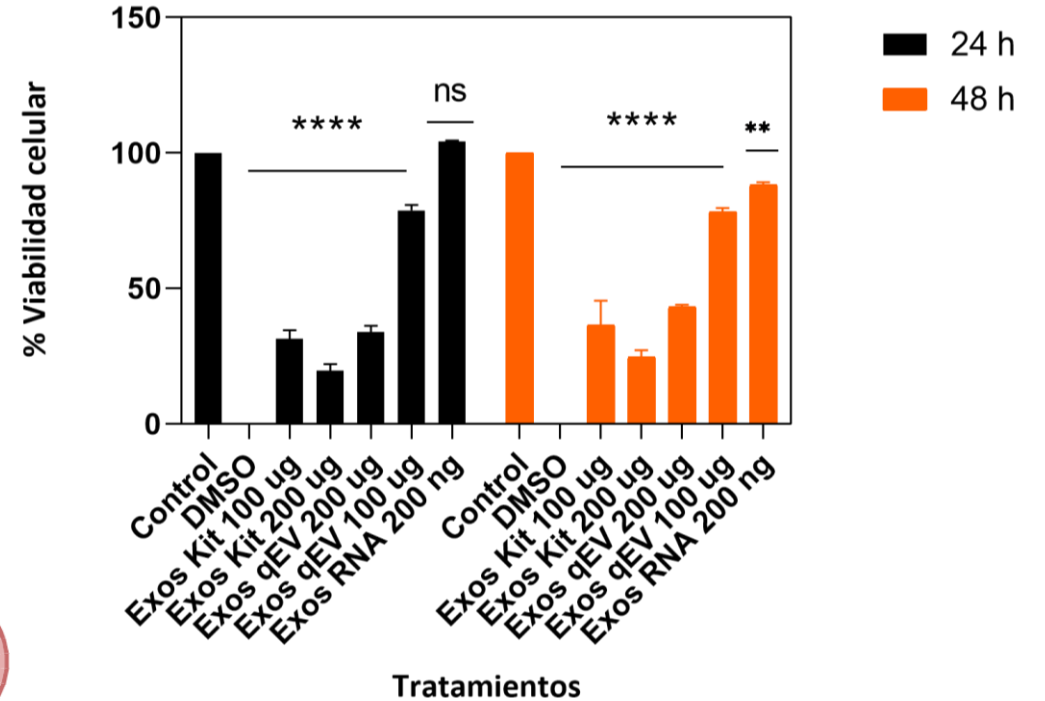 % Viabilidad celular
150
100
50
0
****
ns
****
**
24 h
48 h
Control
DMSO
Exos Kit 100 ug
Exos Kit 200 ug
Exos qEV 200 ug
Exos qEV 100 ug
Exos RNA 200 ng
Control
DMSO
Exos Kit 100 ug
Exos Kit 200 ug
Exos qEV 200 ug
Exos qEV 100 ug
Exos RNA 200 ng
Tratamientos